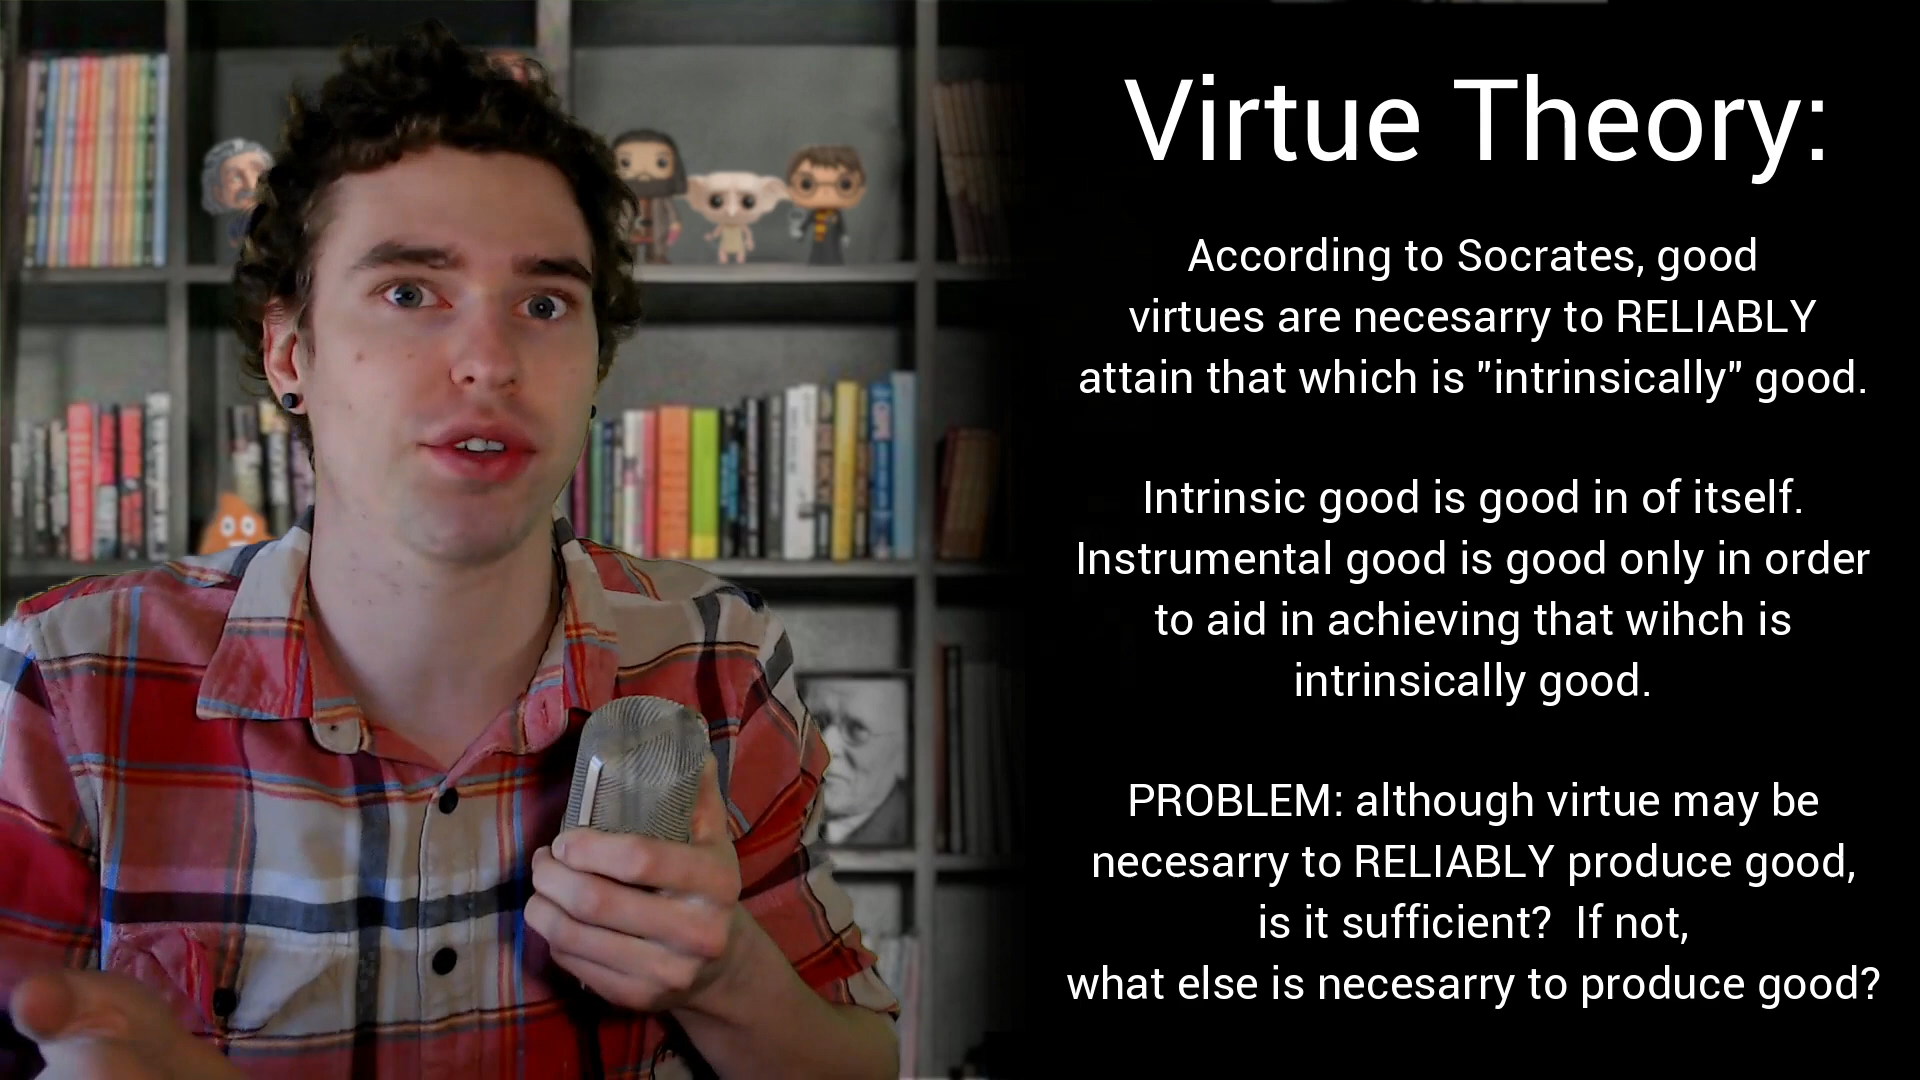 Virtue Theory:
According to Socrates, good
virtues are necesarry to RELIABLY
attain that which is "intrinsically" good.
Intrinsic good is good in of itself.
Instrumental good is good only in order
to aid in achieving that wihch is
intrinsically good.
PROBLEM: although virtue may be
necesarry to RELIABLY produce good,
is it sufficient?  If not,
what else is necesarry to produce good?